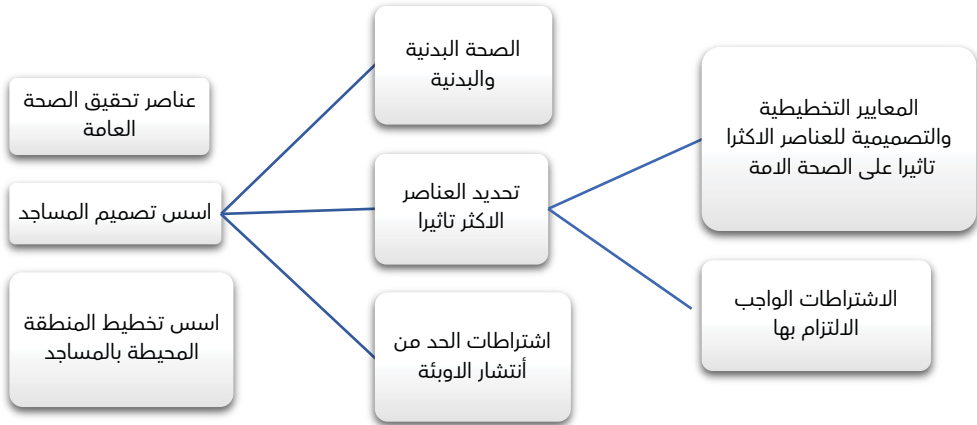 عناصر تحقيق الصحة
العامة
اسس تصميم المساجد
اسس تخطيط المنطقة
المحيطة بالمساجد
الصحة البدنية
والبدنية
تحديد العناصر
الاكثر تاثيرا
اشتراطات الحد من
أنتشار الاوبئة
المعايير التخطيطية
والتصميمية للعناصر الاكثرا
تاثيرا على الصحة الامة
الاشتراطات الواجب
الالتزام بها